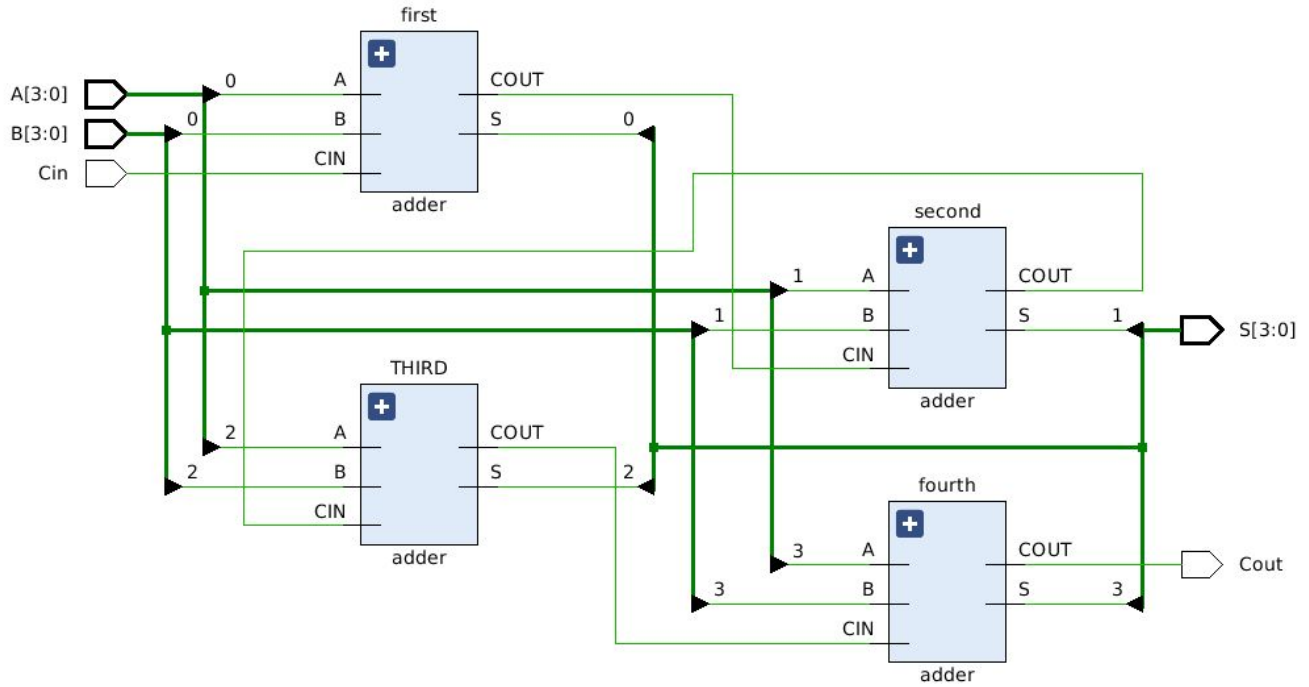 first
A[3:0]
0
A
COUT
B[3:0]
0
B
S
0
Cin
CIN
adder
second
1
A
COUT
1
B
S
1
S[3:0]
CIN
adder
THIRD
2
A
COUT
2
B
S
2
CIN
adder
fourth
3
A
COUT
Cout
3
B
S
3
CIN
adder